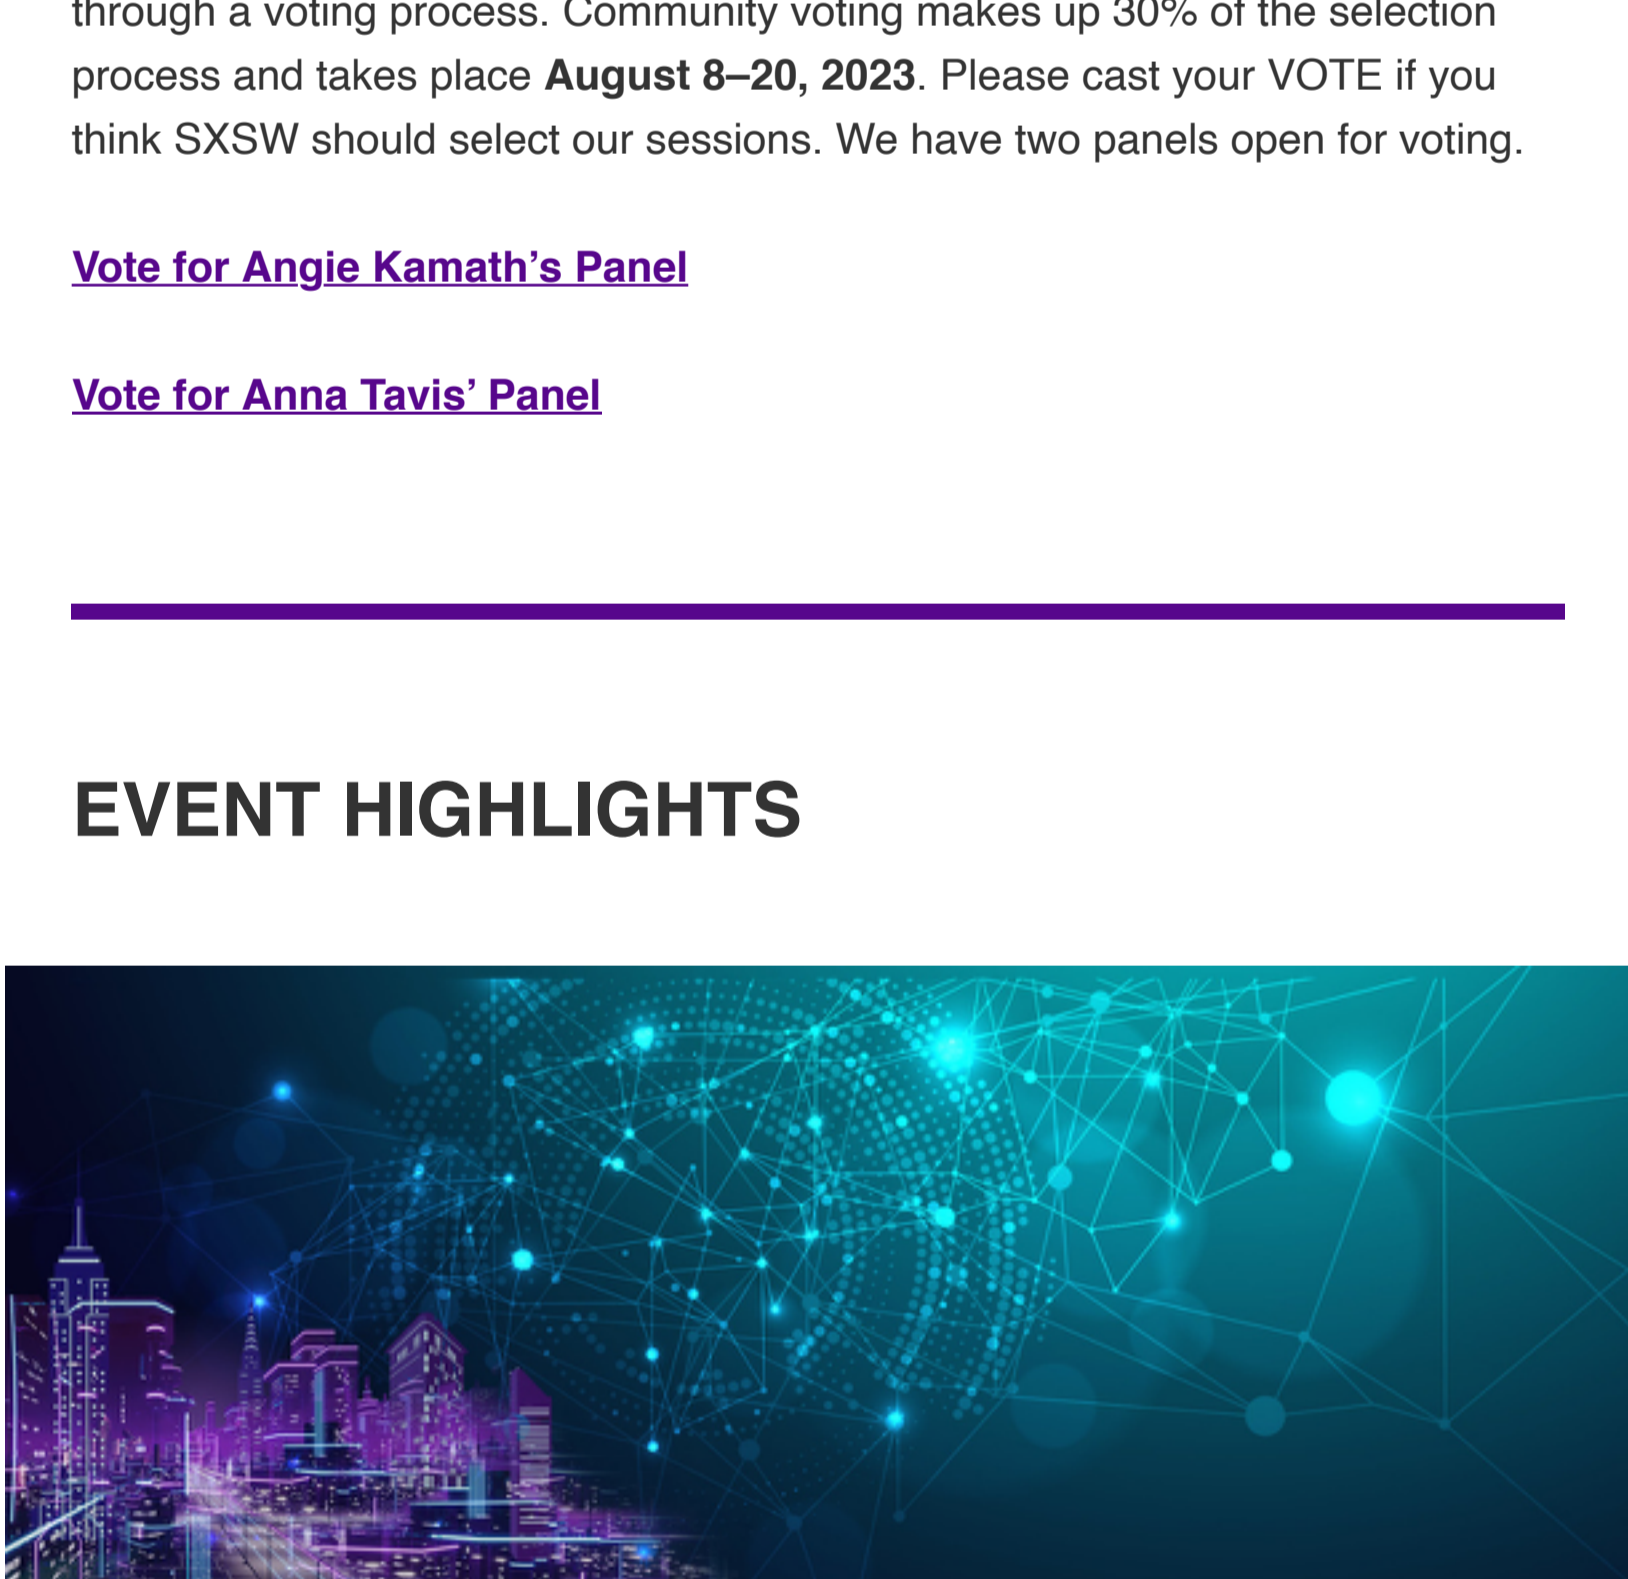 through a voting process. Community voting makes up 30% of the selection
process and takes place August 8–20, 2023. Please cast your VOTE if you
think SXSW should select our sessions. We have two panels open for voting.
Vote for Angie Kamath’s Panel
Vote for Anna Tavis’ Panel
EVENT HIGHLIGHTS